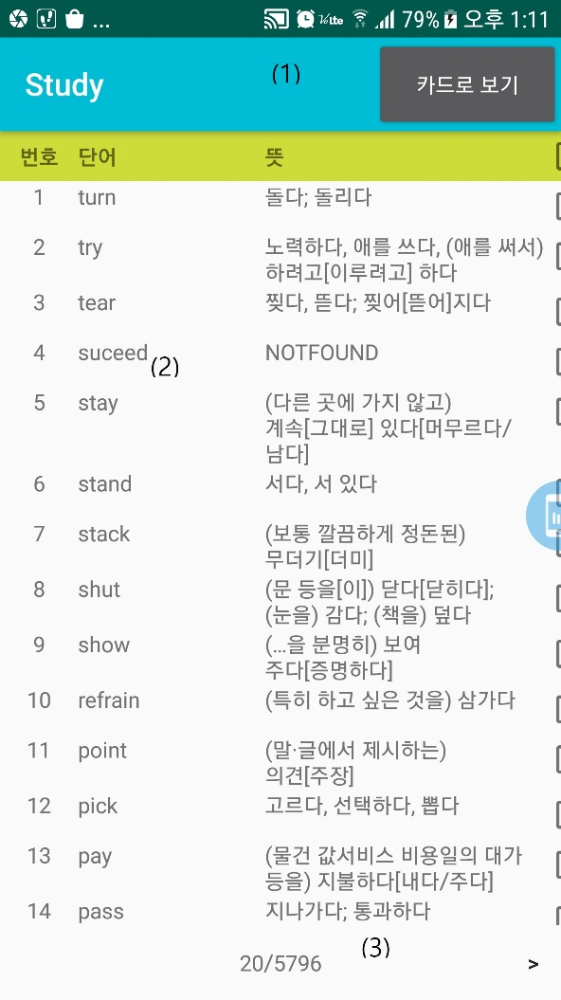 ... VoLTE 79% 오후 1:11
Study (1) 카드로 보기
번호 단어 뜻
1 turn 돌다; 돌리다
2 try 노력하다, 애를 쓰다, (애를 써서)
하려고[이루려고] 하다
3 tear 찢다, 뜯다; 찢어[뜯어]지다
4 suceed (2) NOTFOUND
5 stay (다른 곳에 가지 않고)
계속[그대로] 있다[머무르다/
남다]
6 stand 서다, 서 있다
7 stack (보통 깔끔하게 정돈된)
무더기[더미]
8 shut (문 등을[이]) 닫다[닫히다];
(눈을) 감다; (책을) 덮다
9 show (...을 분명히) 보여
주다[증명하다]
10 refrain (특히 하고 싶은 것을) 삼가다
11 point (말·글에서 제시하는)
의견[주장]
12 pick 고르다, 선택하다, 뽑다
13 pay (물건 값서비스 비용일의 대가
등을) 지불하다[내다/주다]
14 pass 지나가다; 통과하다
20/5796 (3) >